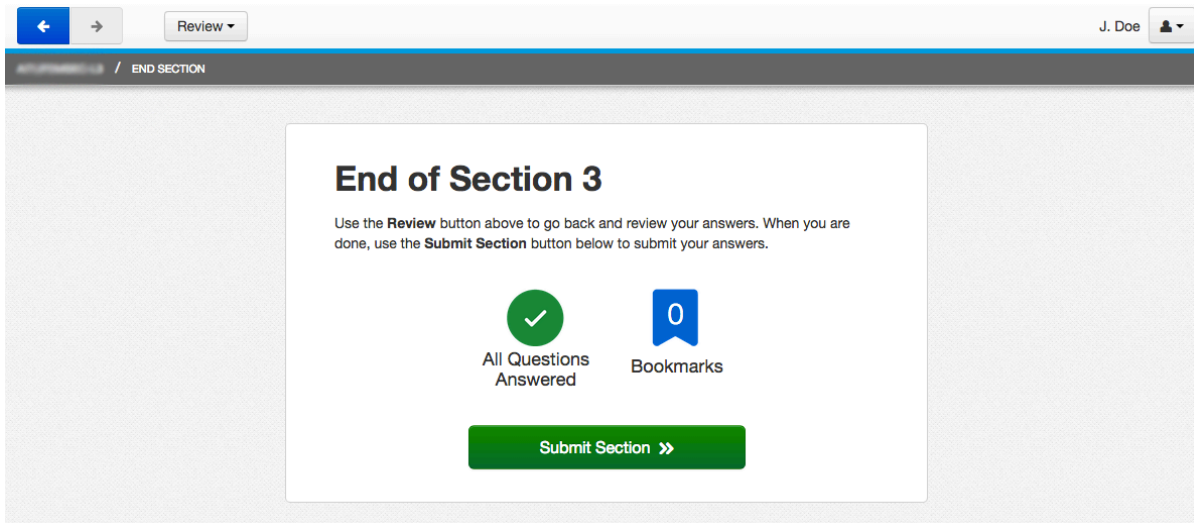 Review
J. Doe
/ END SECTION
End of Section 3
Use the Review button above to go back and review your answers. When you are
done, use the Submit Section button below to submit your answers.
0
All Questions
Answered
Bookmarks
Submit Section